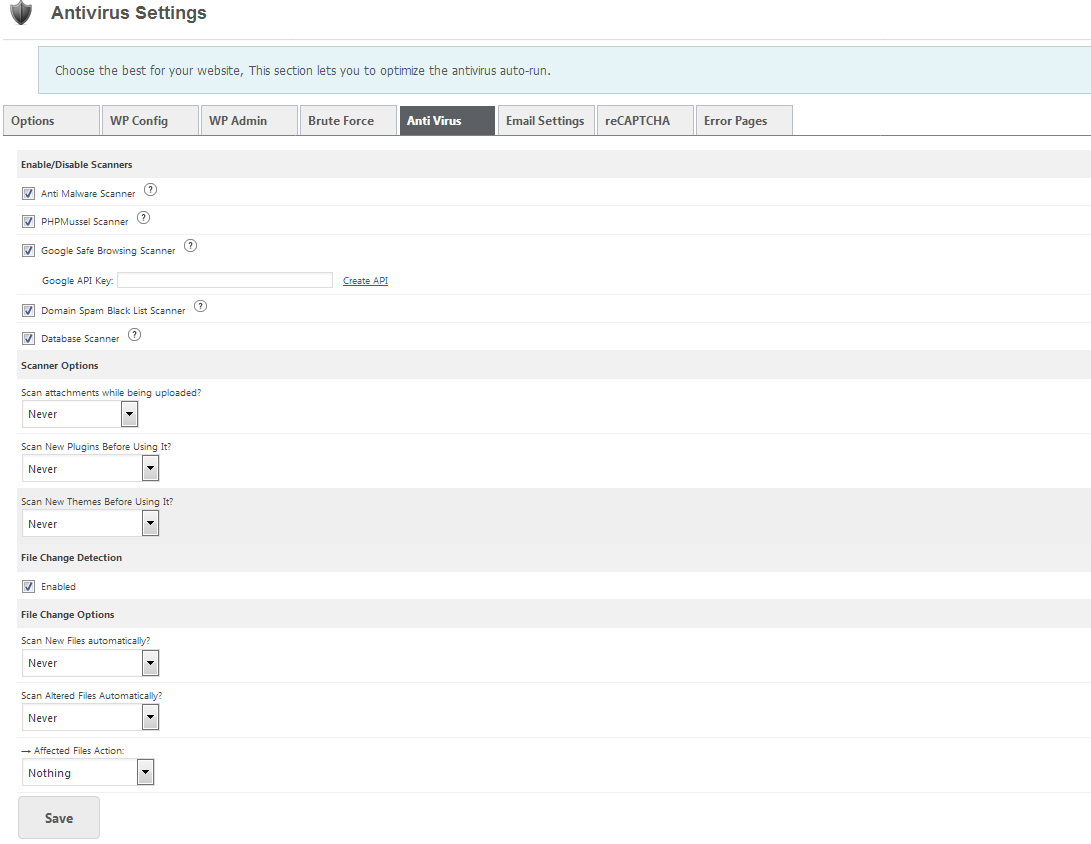 Antivirus Settings
Choose the best for your website, This section lets you to optimize the antivirus auto-run.
Options WP Config WP Admin Brute Force Anti Virus Email Settings reCAPTCHA Error Pages
Enable/Disable Scanners
Anti Malware Scanner ?
PHPMussel Scanner ?
Google Safe Browsing Scanner ?
Google API Key: Create API
Domain Spam Black List Scanner ?
Database Scanner ?
Scanner Options
Scan attachments while being uploaded?
Never
Scan New Plugins Before Using It?
Never
Scan New Themes Before Using It?
Never
File Change Detection
Enabled
File Change Options
Scan New Files automatically?
Never
Scan Altered Files Automatically?
Never
→ Affected Files Action:
Nothing
Save